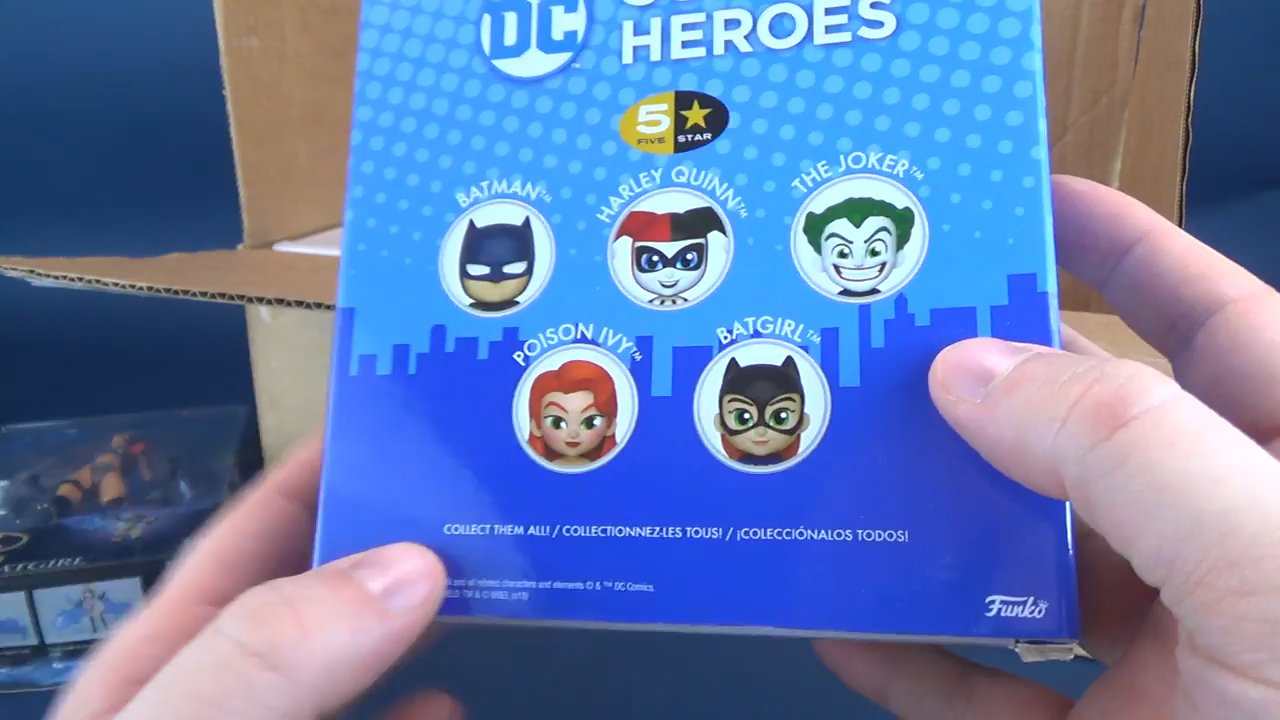 DC
HEROES
5 STAR
FIVE
BATMAN™
HARLEY QUINN™
THE JOKER™
POISON IVY™
BATGIRL™
COLLECT THEM ALL! / COLLECTIONNEZ-LES TOUS! / ¡COLECCIÓNALOS TODOS!
and all related characters and elements © & ™ DC Comics.
Funko